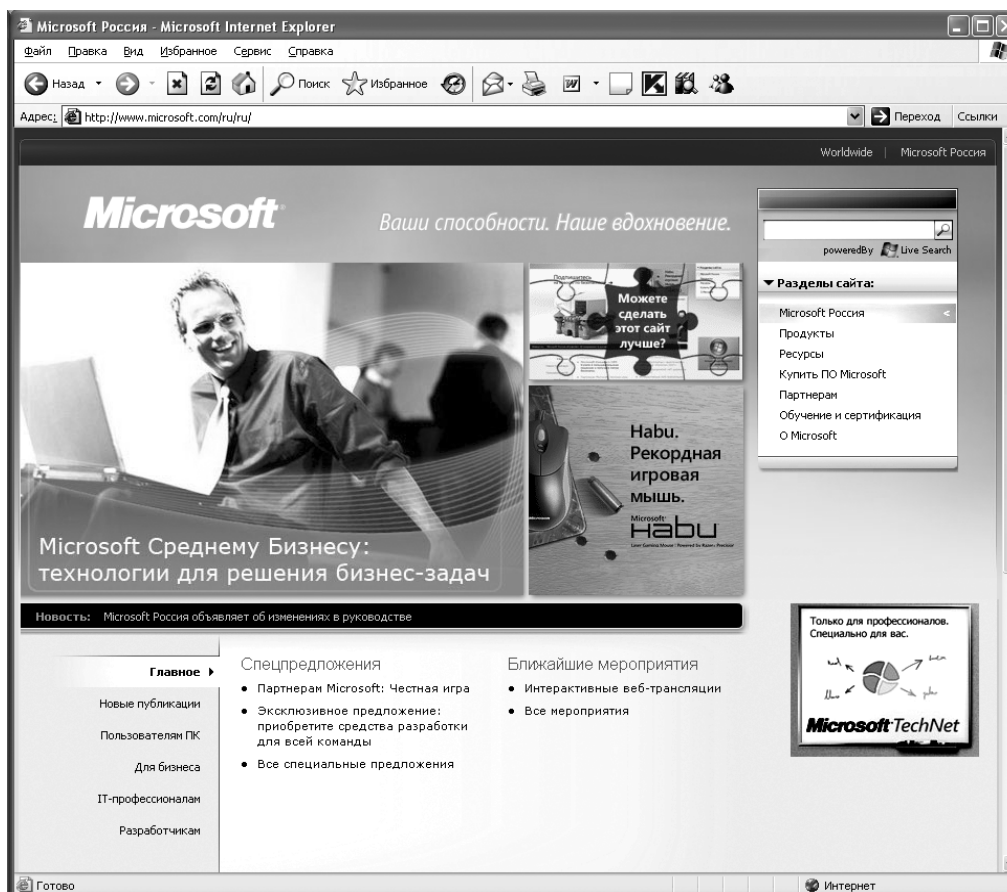 Microsoft Россия - Microsoft Internet Explorer
Файл Правка Вид Избранное Сервис Справка
Назад Поиск Избранное
Адрес: http://www.microsoft.com/ru/ru/ Переход Ссылки
Worldwide | Microsoft Россия
Microsoft
Ваши способности. Наше вдохновение.
poweredBy Live Search
Разделы сайта:
Microsoft Россия <
Продукты
Ресурсы
Купить ПО Microsoft
Партнерам
Обучение и сертификация
О Microsoft
Подпишитесь
Можете
сделать
этот сайт
лучше?
Habu.
Рекордная
игровая
мышь.
Microsoft
Habu
Microsoft Среднему Бизнесу:
технологии для решения бизнес-задач
Новость: Microsoft Россия объявляет об изменениях в руководстве
Главное
Новые публикации
Пользователям ПК
Для бизнеса
IT-профессионалам
Разработчикам
Спецпредложения
• Партнерам Microsoft: Честная игра
• Эксклюзивное предложение:
приобретите средства разработки
для всей команды
• Все специальные предложения
Ближайшие мероприятия
• Интерактивные веб-трансляции
• Все мероприятия
Только для профессионалов.
Специально для вас.
Microsoft TechNet
Готово
Интернет